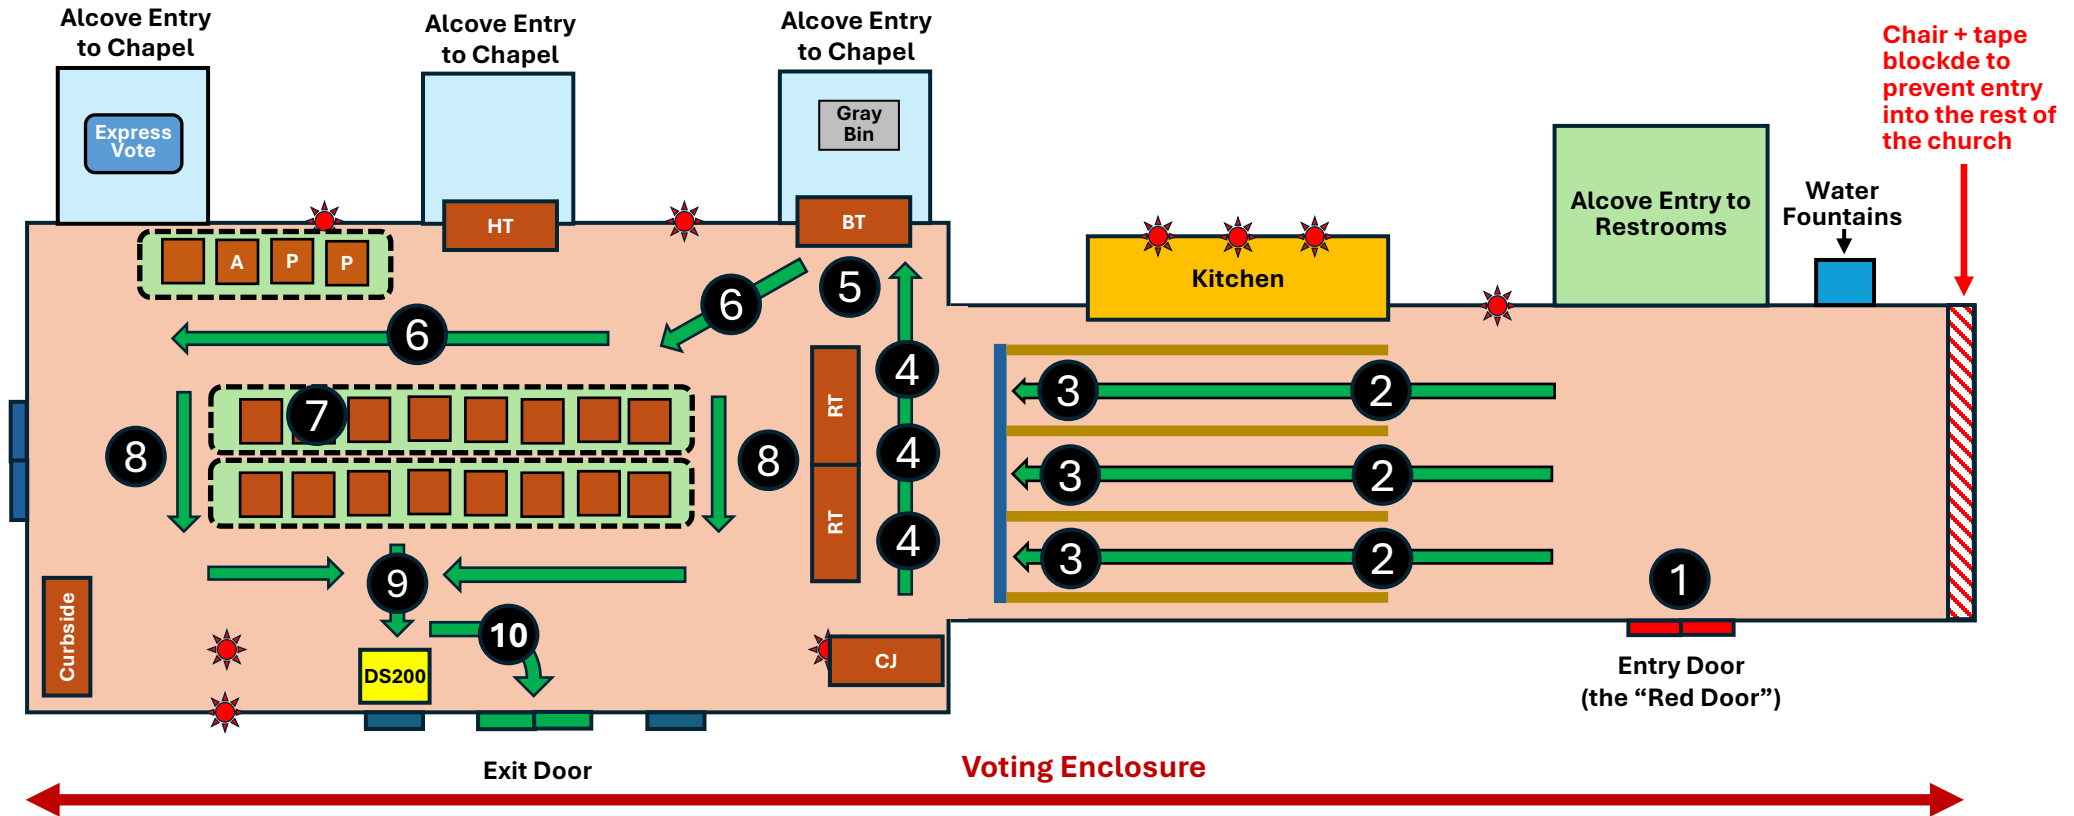 Alcove Entry
to Chapel
Alcove Entry
to Chapel
Alcove Entry
to Chapel
Chair + tape
blockde to
prevent entry
into the rest of
the church
Express
Vote
Gray
Bin
Alcove Entry to
Restrooms
Water
Fountains
HT
BT
A
P
P
Kitchen
5
6
6
4
4
4
RT
RT
3
2
3
2
3
2
7
8
8
1
9
10
Curbside
DS200
CJ
Entry Door
(the “Red Door”)
Exit Door
Voting Enclosure